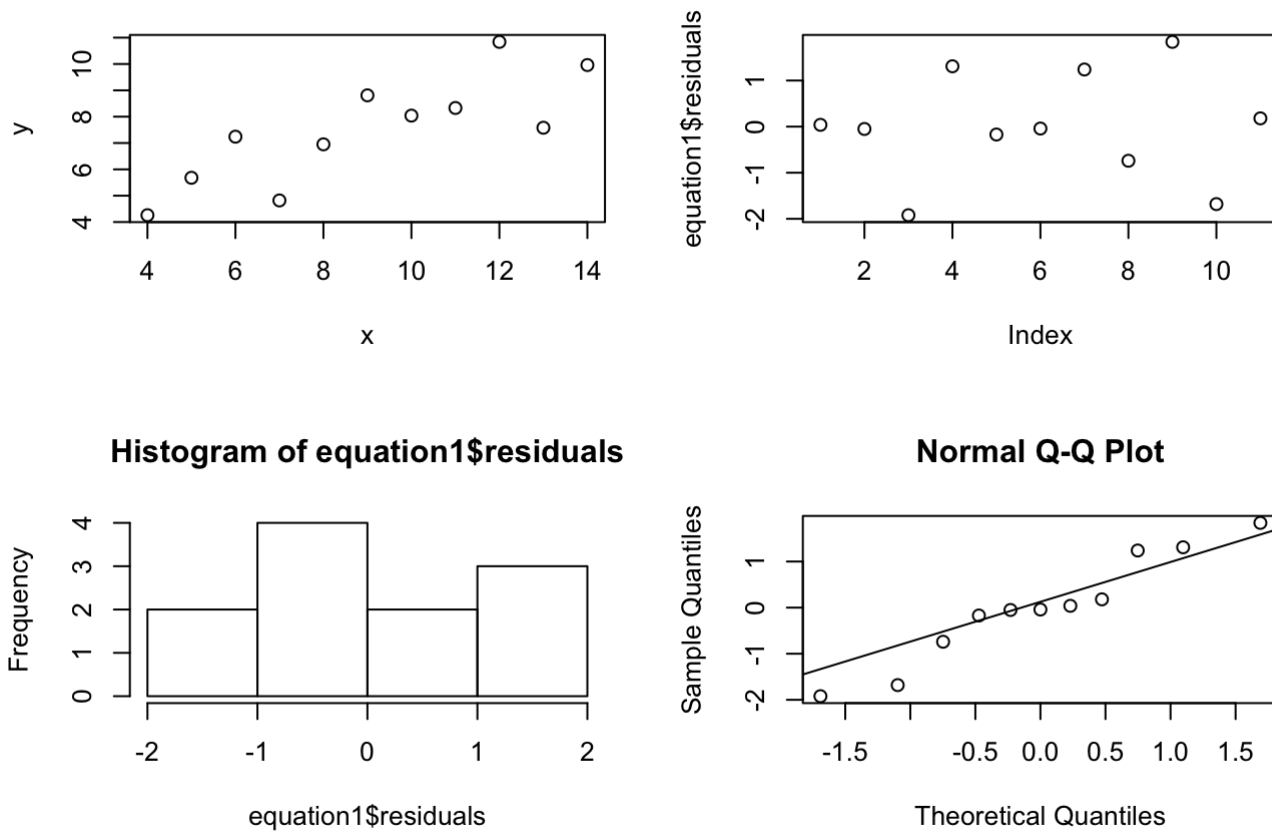 y
4 6 8 10
4 6 8 10 12 14
x
equation1$residuals
-2 -1 0 1
2 4 6 8 10
Index
Histogram of equation1$residuals
Frequency
0 1 2 3 4
-2 -1 0 1 2
equation1$residuals
Normal Q-Q Plot
Sample Quantiles
-2 -1 0 1
-1.5 -0.5 0.0 0.5 1.0 1.5
Theoretical Quantiles